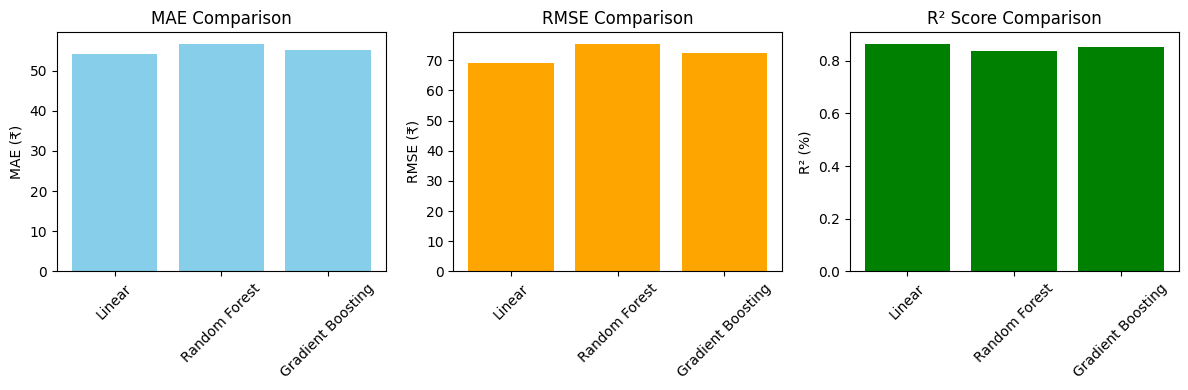 MAE Comparison
MAE (₹)
50
40
30
20
10
0
Linear
Random Forest
Gradient Boosting
RMSE Comparison
RMSE (₹)
70
60
50
40
30
20
10
0
Linear
Random Forest
Gradient Boosting
R² Score Comparison
R² (%)
0.8
0.6
0.4
0.2
0.0
Linear
Random Forest
Gradient Boosting